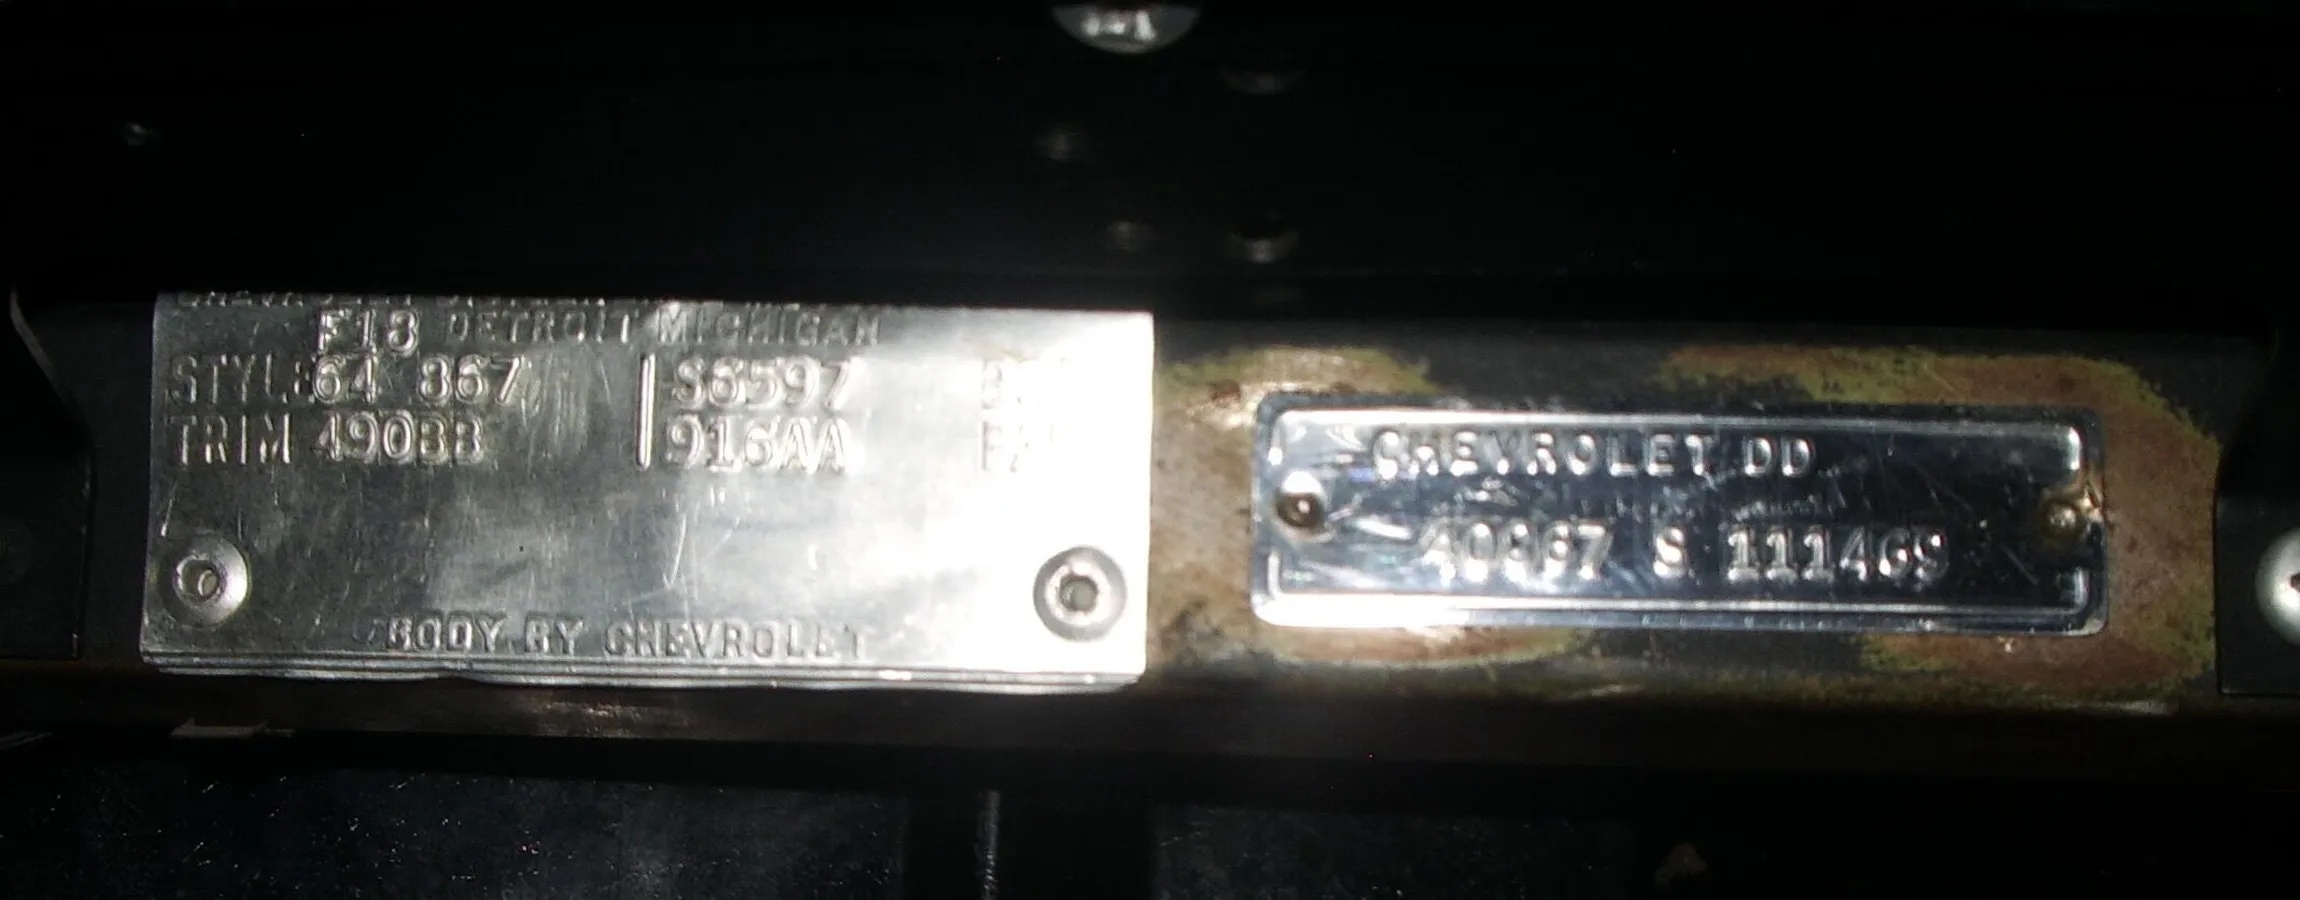 F18 DETROIT MICHIGAN
STYLE 64 867 S6597
TRIM 490BB 916AA
BODY BY CHEVROLET
CHEVROLET DD
40867 S 111469